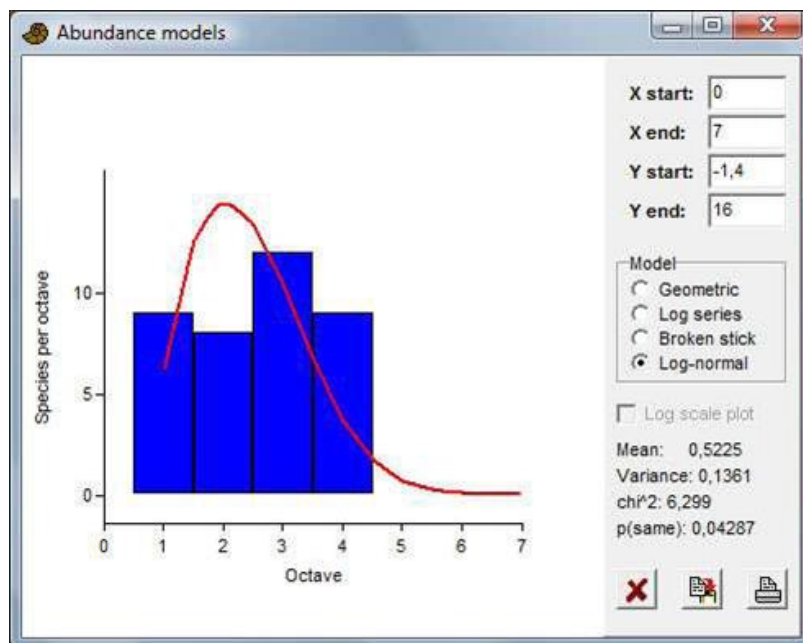 Abundance models
X start: 0
X end: 7
Y start: -1,4
Y end: 16
Model
Geometric
Log series
Broken stick
Log-normal
Log scale plot
Mean: 0,5225
Variance: 0,1361
chi^2: 6,299
p(same): 0,04287
Species per octave
10
5
0
0 1 2 3 4 5 6 7
Octave